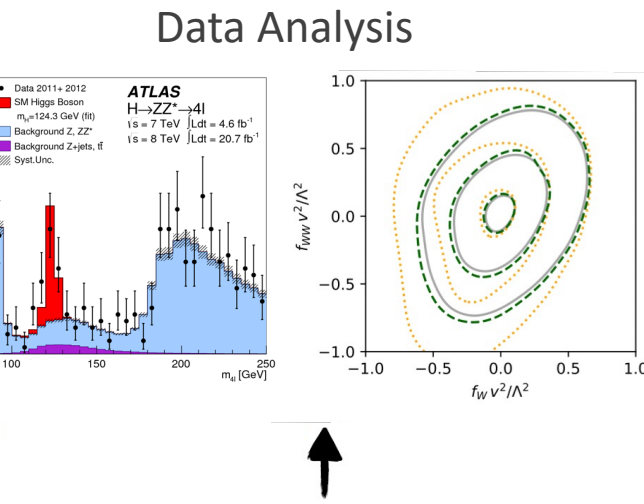 Data Analysis
Data 2011+ 2012
SM Higgs Boson
m_H=124.3 GeV (fit)
Background Z, ZZ*
Background Z+jets, tt̄
Syst.Unc.
ATLAS
H→ZZ*→4l
√s = 7 TeV ∫Ldt = 4.6 fb⁻¹
√s = 8 TeV ∫Ldt = 20.7 fb⁻¹
100 150 200 250
m₄ₗ [GeV]
1.0
0.5
0.0
−0.5
−1.0
f_WW v²/Λ²
−1.0 −0.5 0.0 0.5 1.0
f_W v²/Λ²